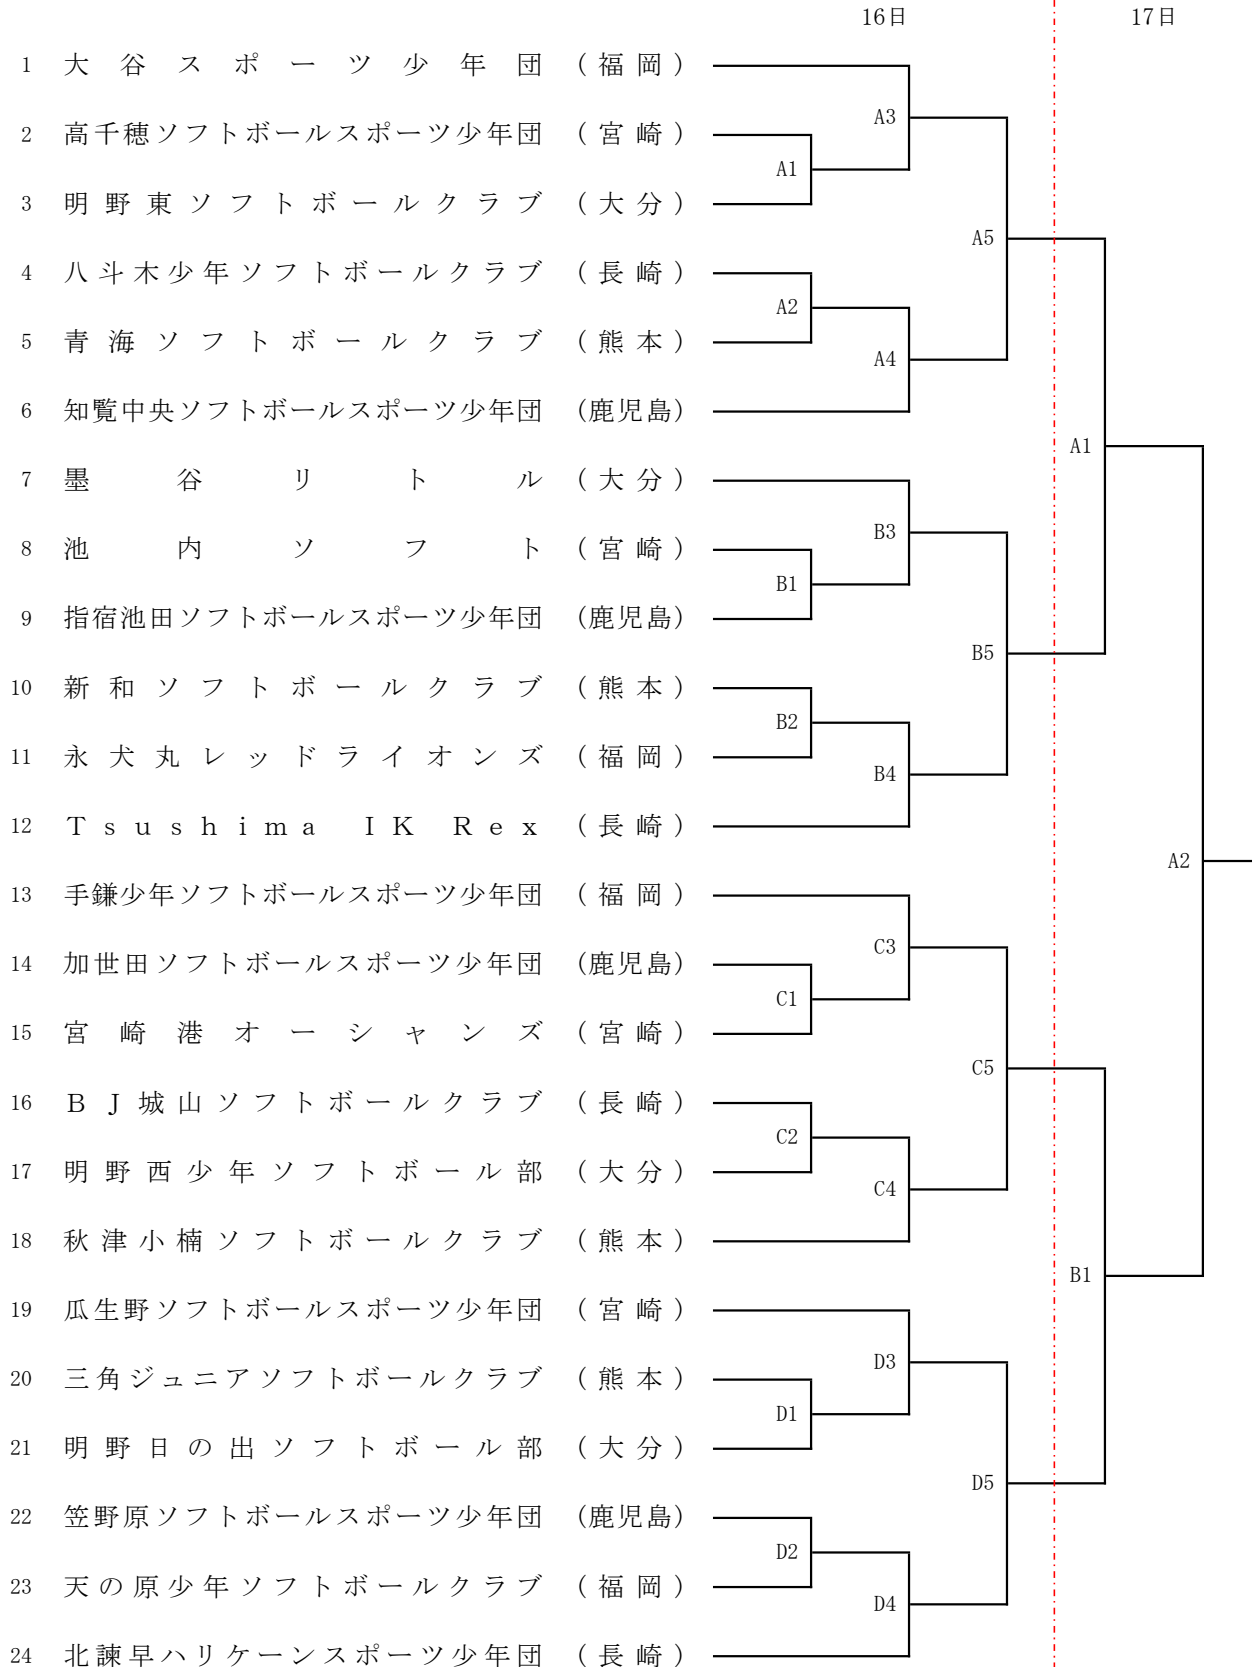 16日 17日
1 大谷スポーツ少年団 (福岡)
A3
2 高千穂ソフトボールスポーツ少年団 (宮崎)
A1
3 明野東ソフトボールクラブ (大分)
A5
4 八斗木少年ソフトボールクラブ (長崎)
A2
5 青海ソフトボールクラブ (熊本)
A4
6 知覧中央ソフトボールスポーツ少年団 (鹿児島)
A1
7 墨谷リトル (大分)
B3
8 池内ソフト (宮崎)
B1
9 指宿池田ソフトボールスポーツ少年団 (鹿児島)
B5
10 新和ソフトボールクラブ (熊本)
B2
11 永犬丸レッドライオンズ (福岡)
B4
12 Tsushima IK Rex (長崎)
A2
13 手鎌少年ソフトボールスポーツ少年団 (福岡)
C3
14 加世田ソフトボールスポーツ少年団 (鹿児島)
C1
15 宮崎港オーシャンズ (宮崎)
C5
16 BJ城山ソフトボールクラブ (長崎)
C2
17 明野西少年ソフトボール部 (大分)
C4
18 秋津小楠ソフトボールクラブ (熊本)
B1
19 瓜生野ソフトボールスポーツ少年団 (宮崎)
D3
20 三角ジュニアソフトボールクラブ (熊本)
D1
21 明野日の出ソフトボール部 (大分)
D5
22 笠野原ソフトボールスポーツ少年団 (鹿児島)
D2
23 天の原少年ソフトボールクラブ (福岡)
D4
24 北諫早ハリケーンスポーツ少年団 (長崎)